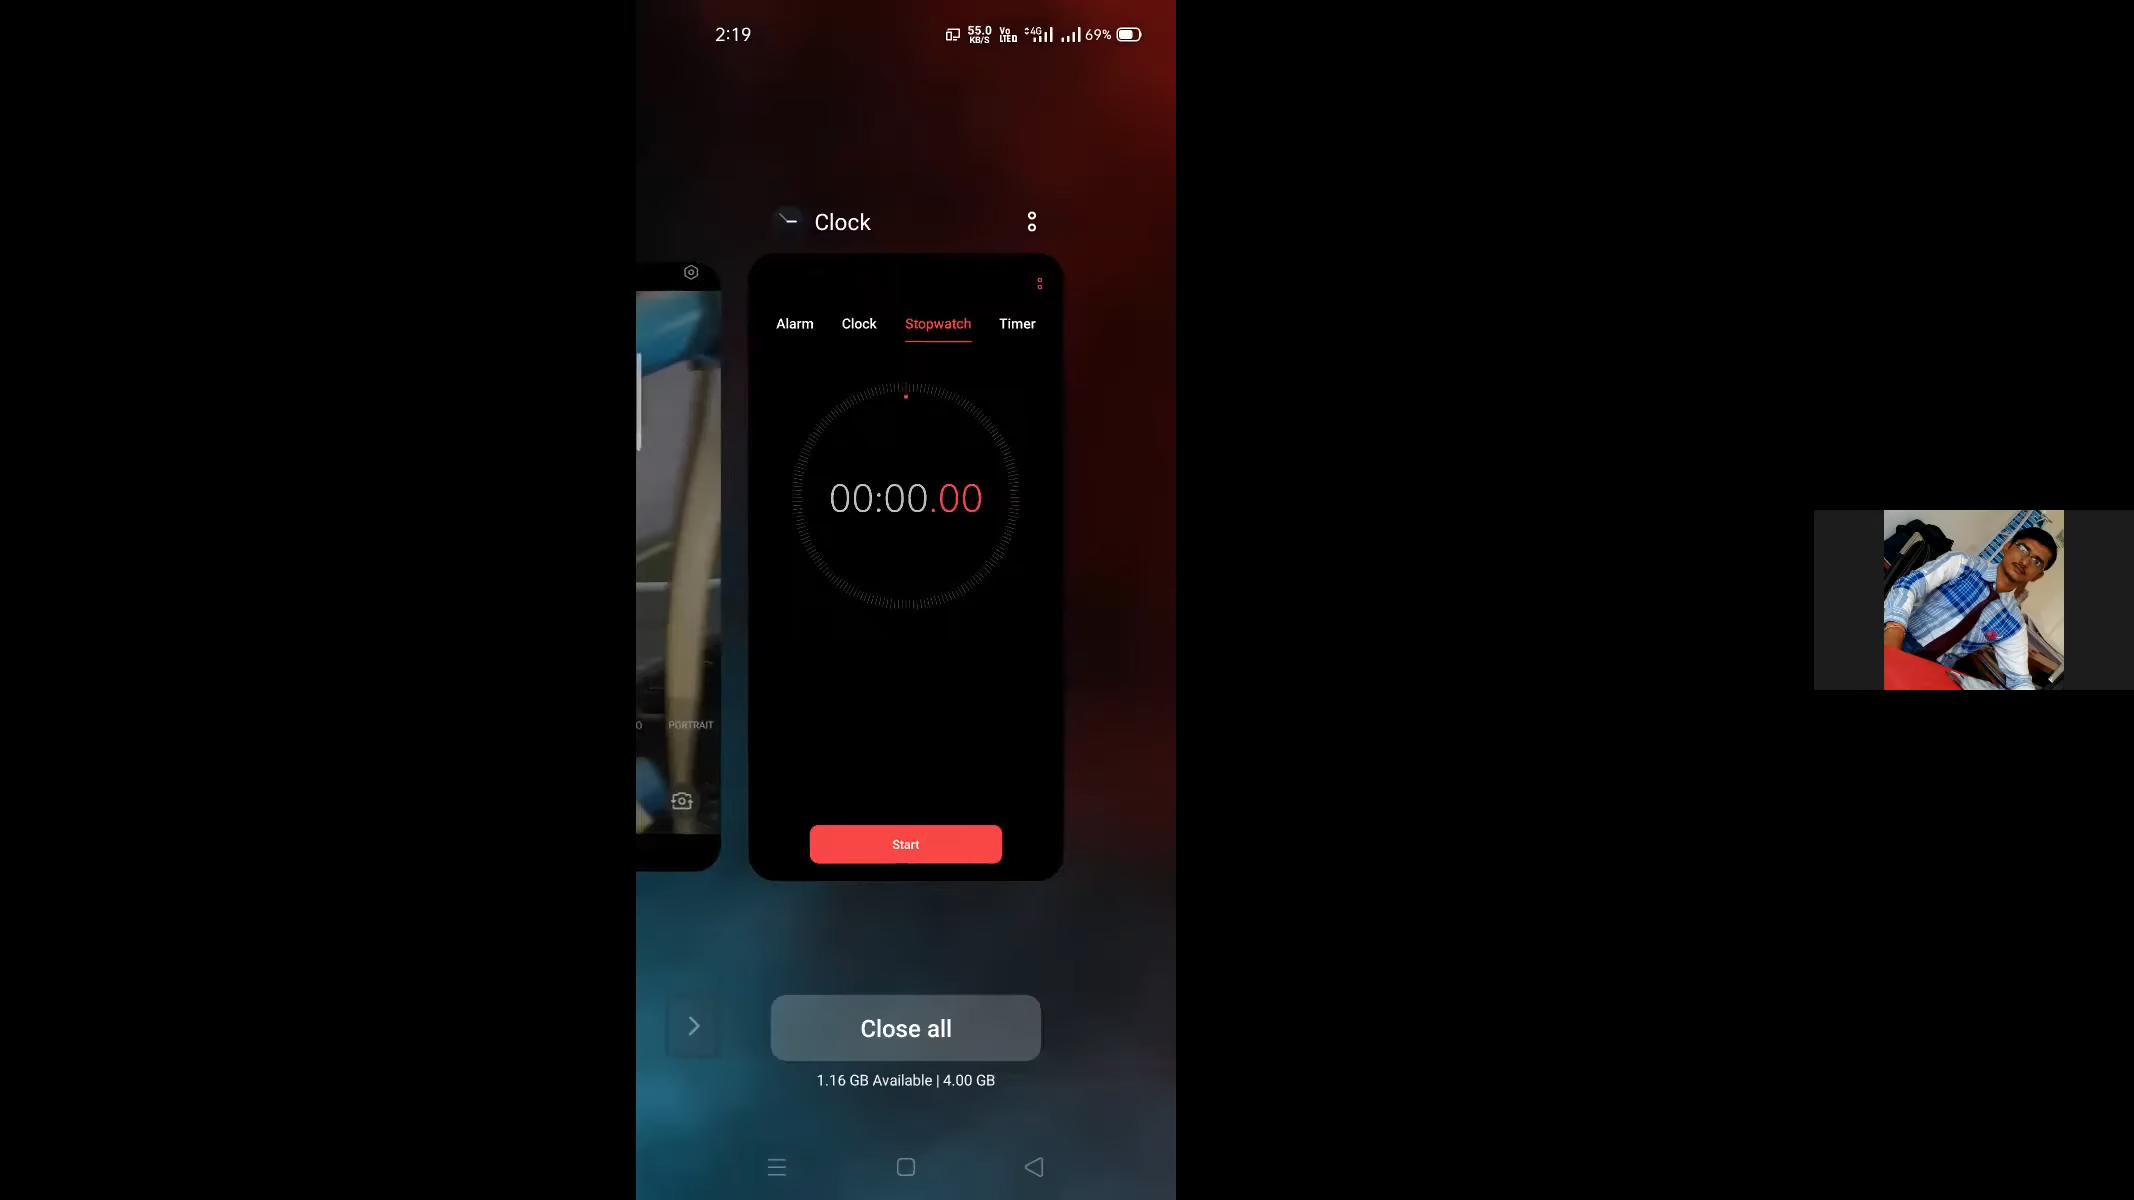 2:19
55.0 KB/S Vo LTE 4G 69%
Clock
Alarm Clock Stopwatch Timer
00:00.00
O PORTRAIT
Start
Close all
1.16 GB Available | 4.00 GB